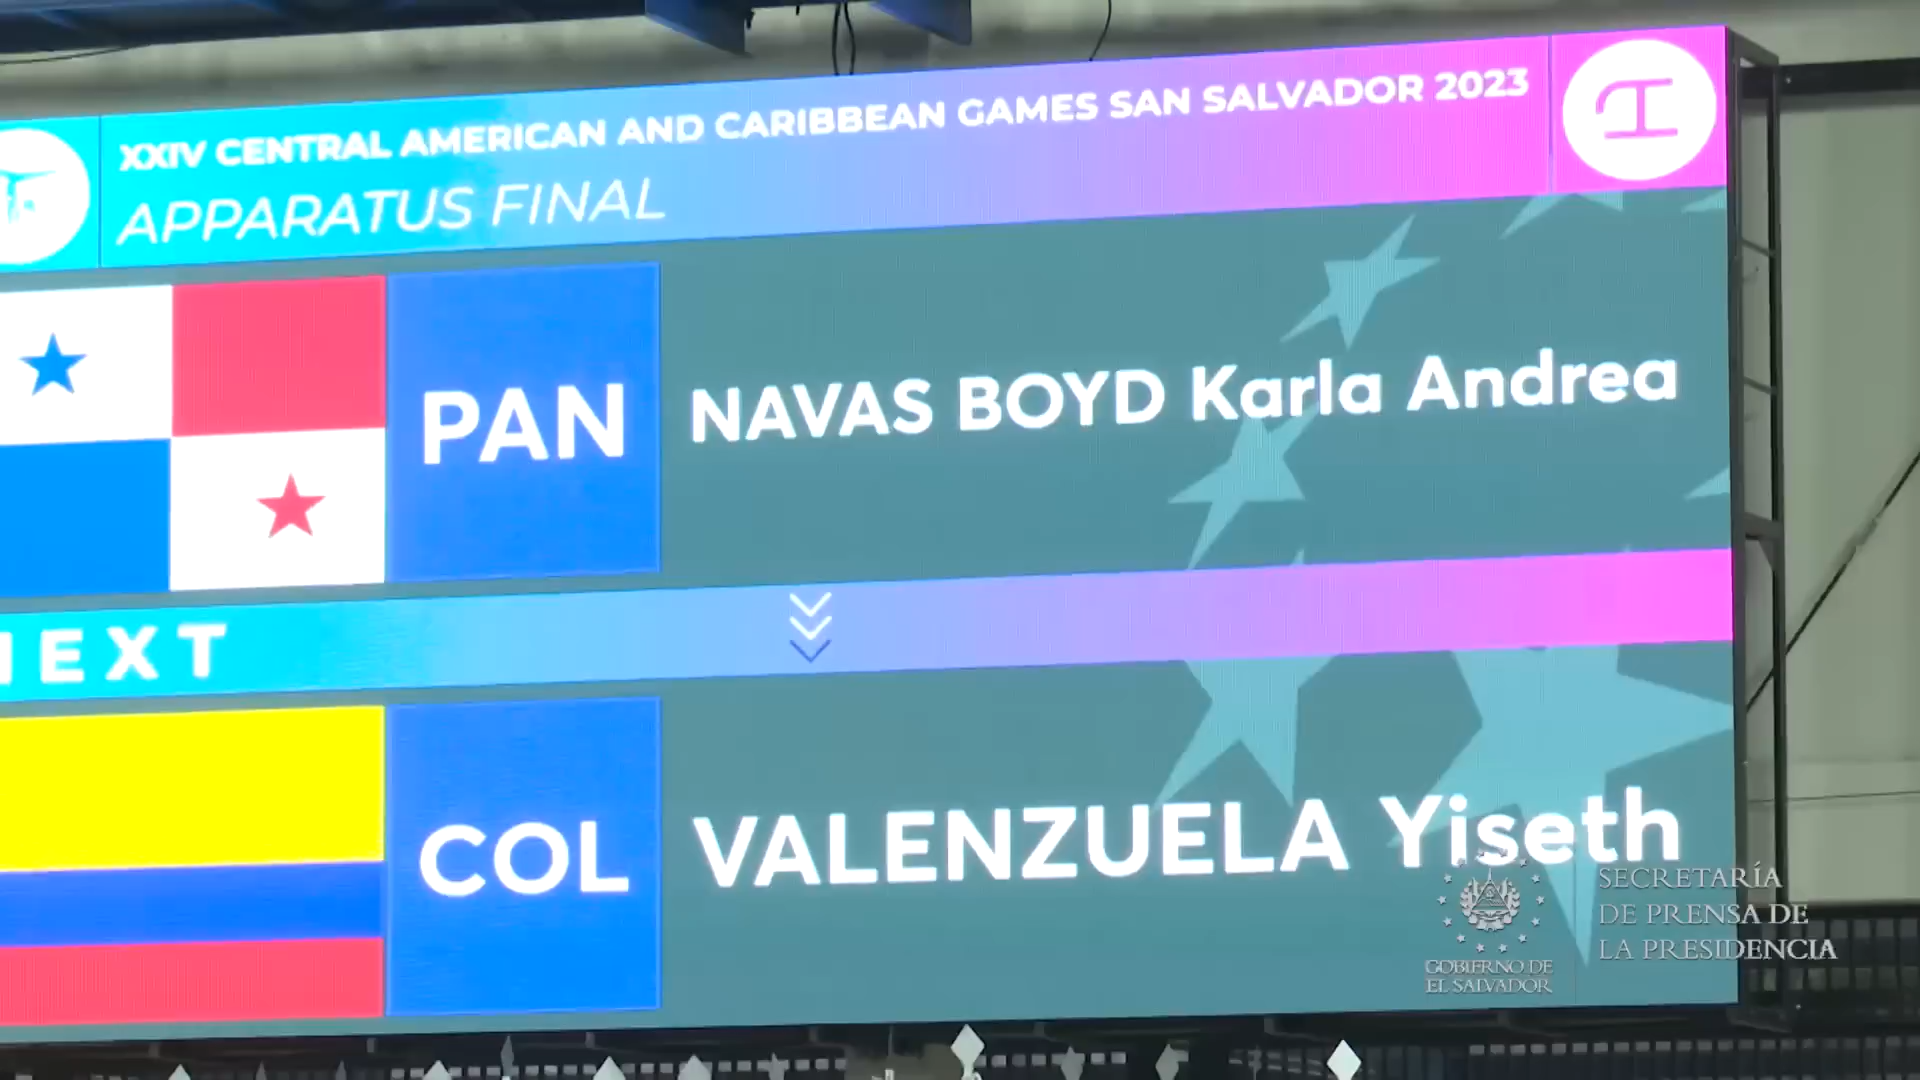 XXIV CENTRAL AMERICAN AND CARIBBEAN GAMES SAN SALVADOR 2023
APPARATUS FINAL
PAN
NAVAS BOYD Karla Andrea
NEXT
COL
VALENZUELA Yiseth
SECRETARÍA
DE PRENSA DE
LA PRESIDENCIA
GOBIERNO DE
EL SALVADOR